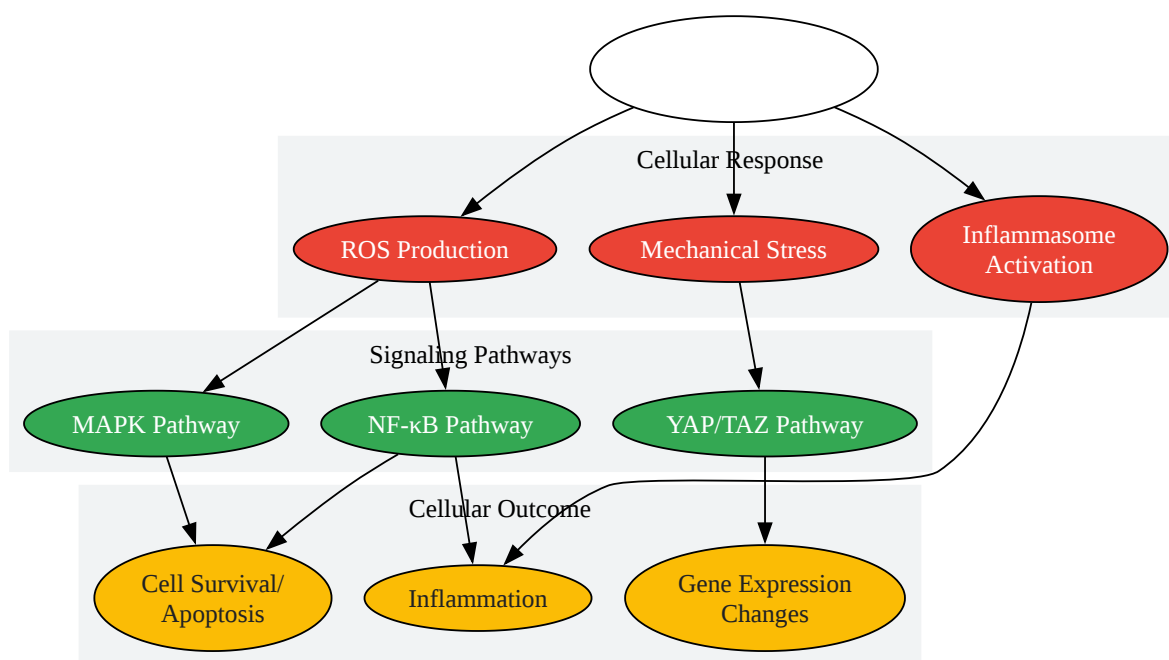 Cellular Response
ROS Production
Mechanical Stress
Inflammasome
Activation
Signaling Pathways
MAPK Pathway
NF-κB Pathway
YAP/TAZ Pathway
Cellular Outcome
Cell Survival/
Apoptosis
Inflammation
Gene Expression
Changes